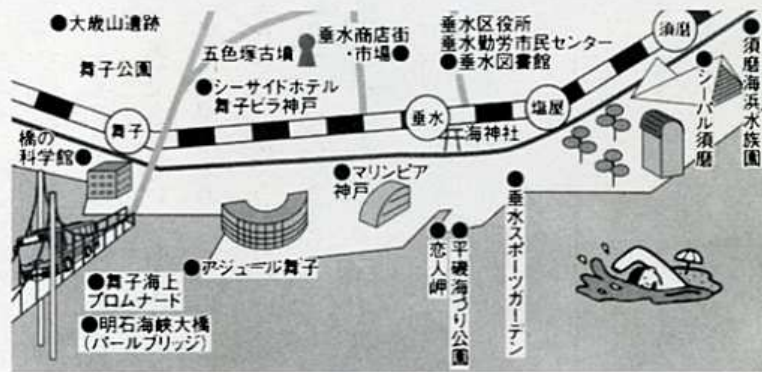 ●大歳山遺跡
舞子公園
五色塚古墳
垂水商店街
・市場●
●シーサイドホテル
舞子ビラ神戸
垂水区役所
垂水勤労市民センター
●垂水図書館
須磨
●須磨海浜水族園
●シーパル須磨
舞子
垂水
塩屋
海神社
橋の
科学館●
●マリンピア
神戸
●アジュール舞子
●恋人岬
●平磯海づり公園
●垂水スポーツガーデン
●舞子海上
プロムナード
●明石海峡大橋
(パールブリッジ)